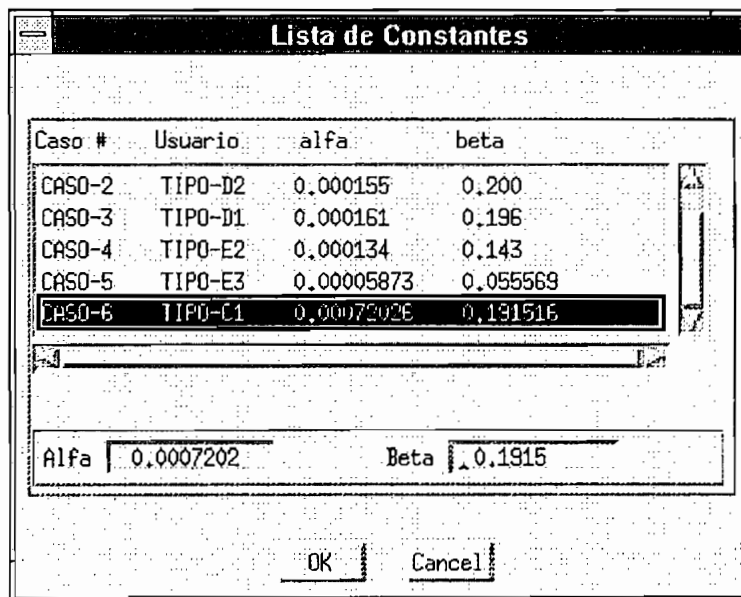 Lista de Constantes
Caso # Usuario alfa beta
CASO-2 TIPO-D2 0.000155 0.200
CASO-3 TIPO-D1 0.000161 0.196
CASO-4 TIPO-E2 0.000134 0.143
CASO-5 TIPO-E3 0.00005873 0.055569
CASO-6 TIPO-C1 0.00072026 0.191516
Alfa 0.0007202 Beta 0.1915
OK Cancel